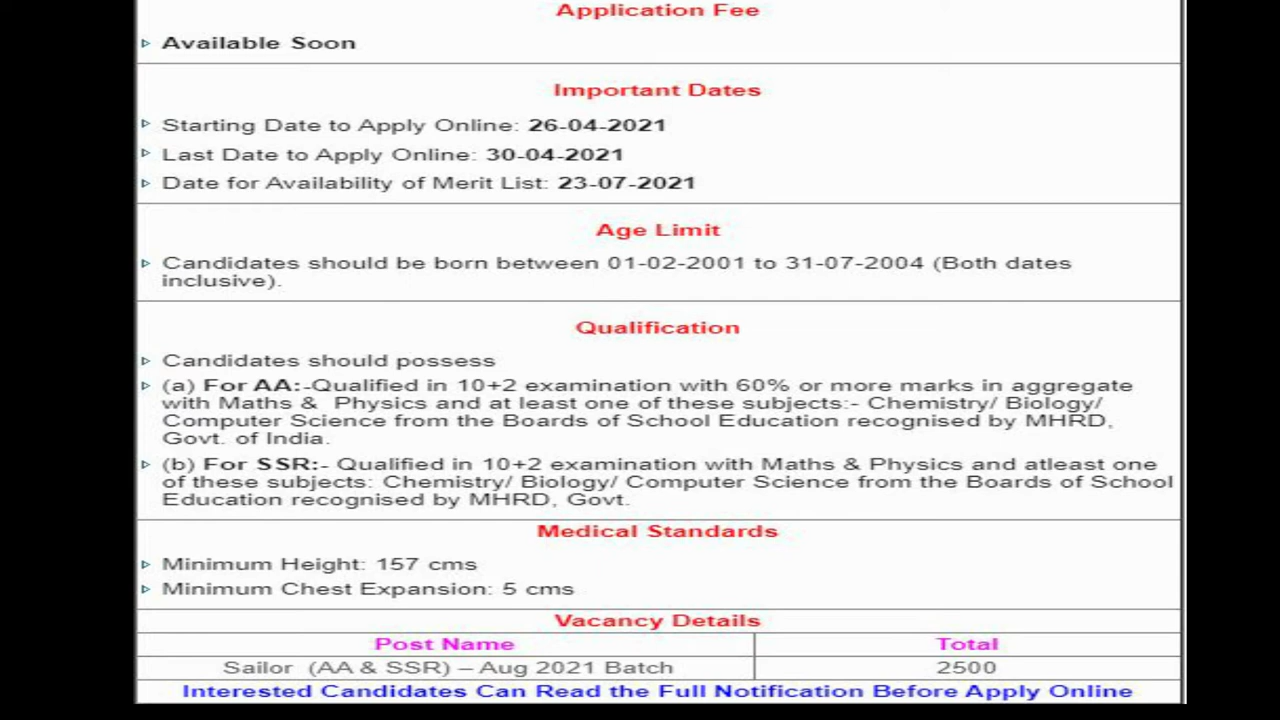 Application Fee
Available Soon
Important Dates
Starting Date to Apply Online: 26-04-2021
Last Date to Apply Online: 30-04-2021
Date for Availability of Merit List: 23-07-2021
Age Limit
Candidates should be born between 01-02-2001 to 31-07-2004 (Both dates
inclusive).
Qualification
Candidates should possess
(a) For AA:-Qualified in 10+2 examination with 60% or more marks in aggregate
with Maths & Physics and at least one of these subjects:- Chemistry/ Biology/
Computer Science from the Boards of School Education recognised by MHRD,
Govt. of India.
(b) For SSR:- Qualified in 10+2 examination with Maths & Physics and atleast one
of these subjects: Chemistry/ Biology/ Computer Science from the Boards of School
Education recognised by MHRD, Govt.
Medical Standards
Minimum Height: 157 cms
Minimum Chest Expansion: 5 cms
Vacancy Details
Post Name Total
Sailor (AA & SSR) – Aug 2021 Batch 2500
Interested Candidates Can Read the Full Notification Before Apply Online